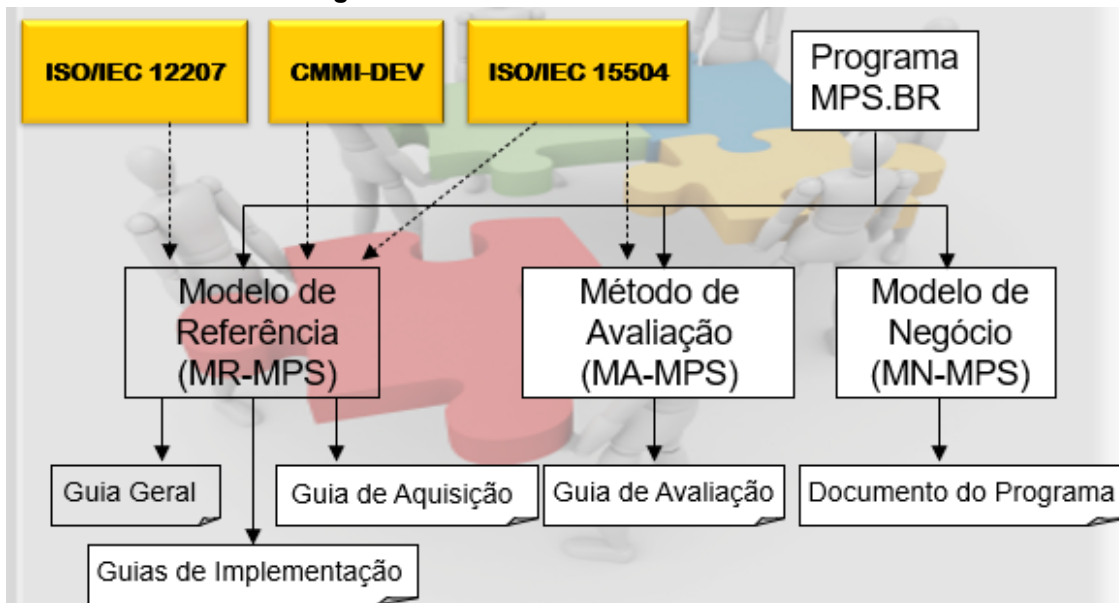 ISO/IEC 12207
CMMI-DEV
ISO/IEC 15504
Programa
MPS.BR
Modelo de
Referência
(MR-MPS)
Método de
Avaliação
(MA-MPS)
Modelo de
Negócio
(MN-MPS)
Guia Geral
Guia de Aquisição
Guia de Avaliação
Documento do Programa
Guias de Implementação